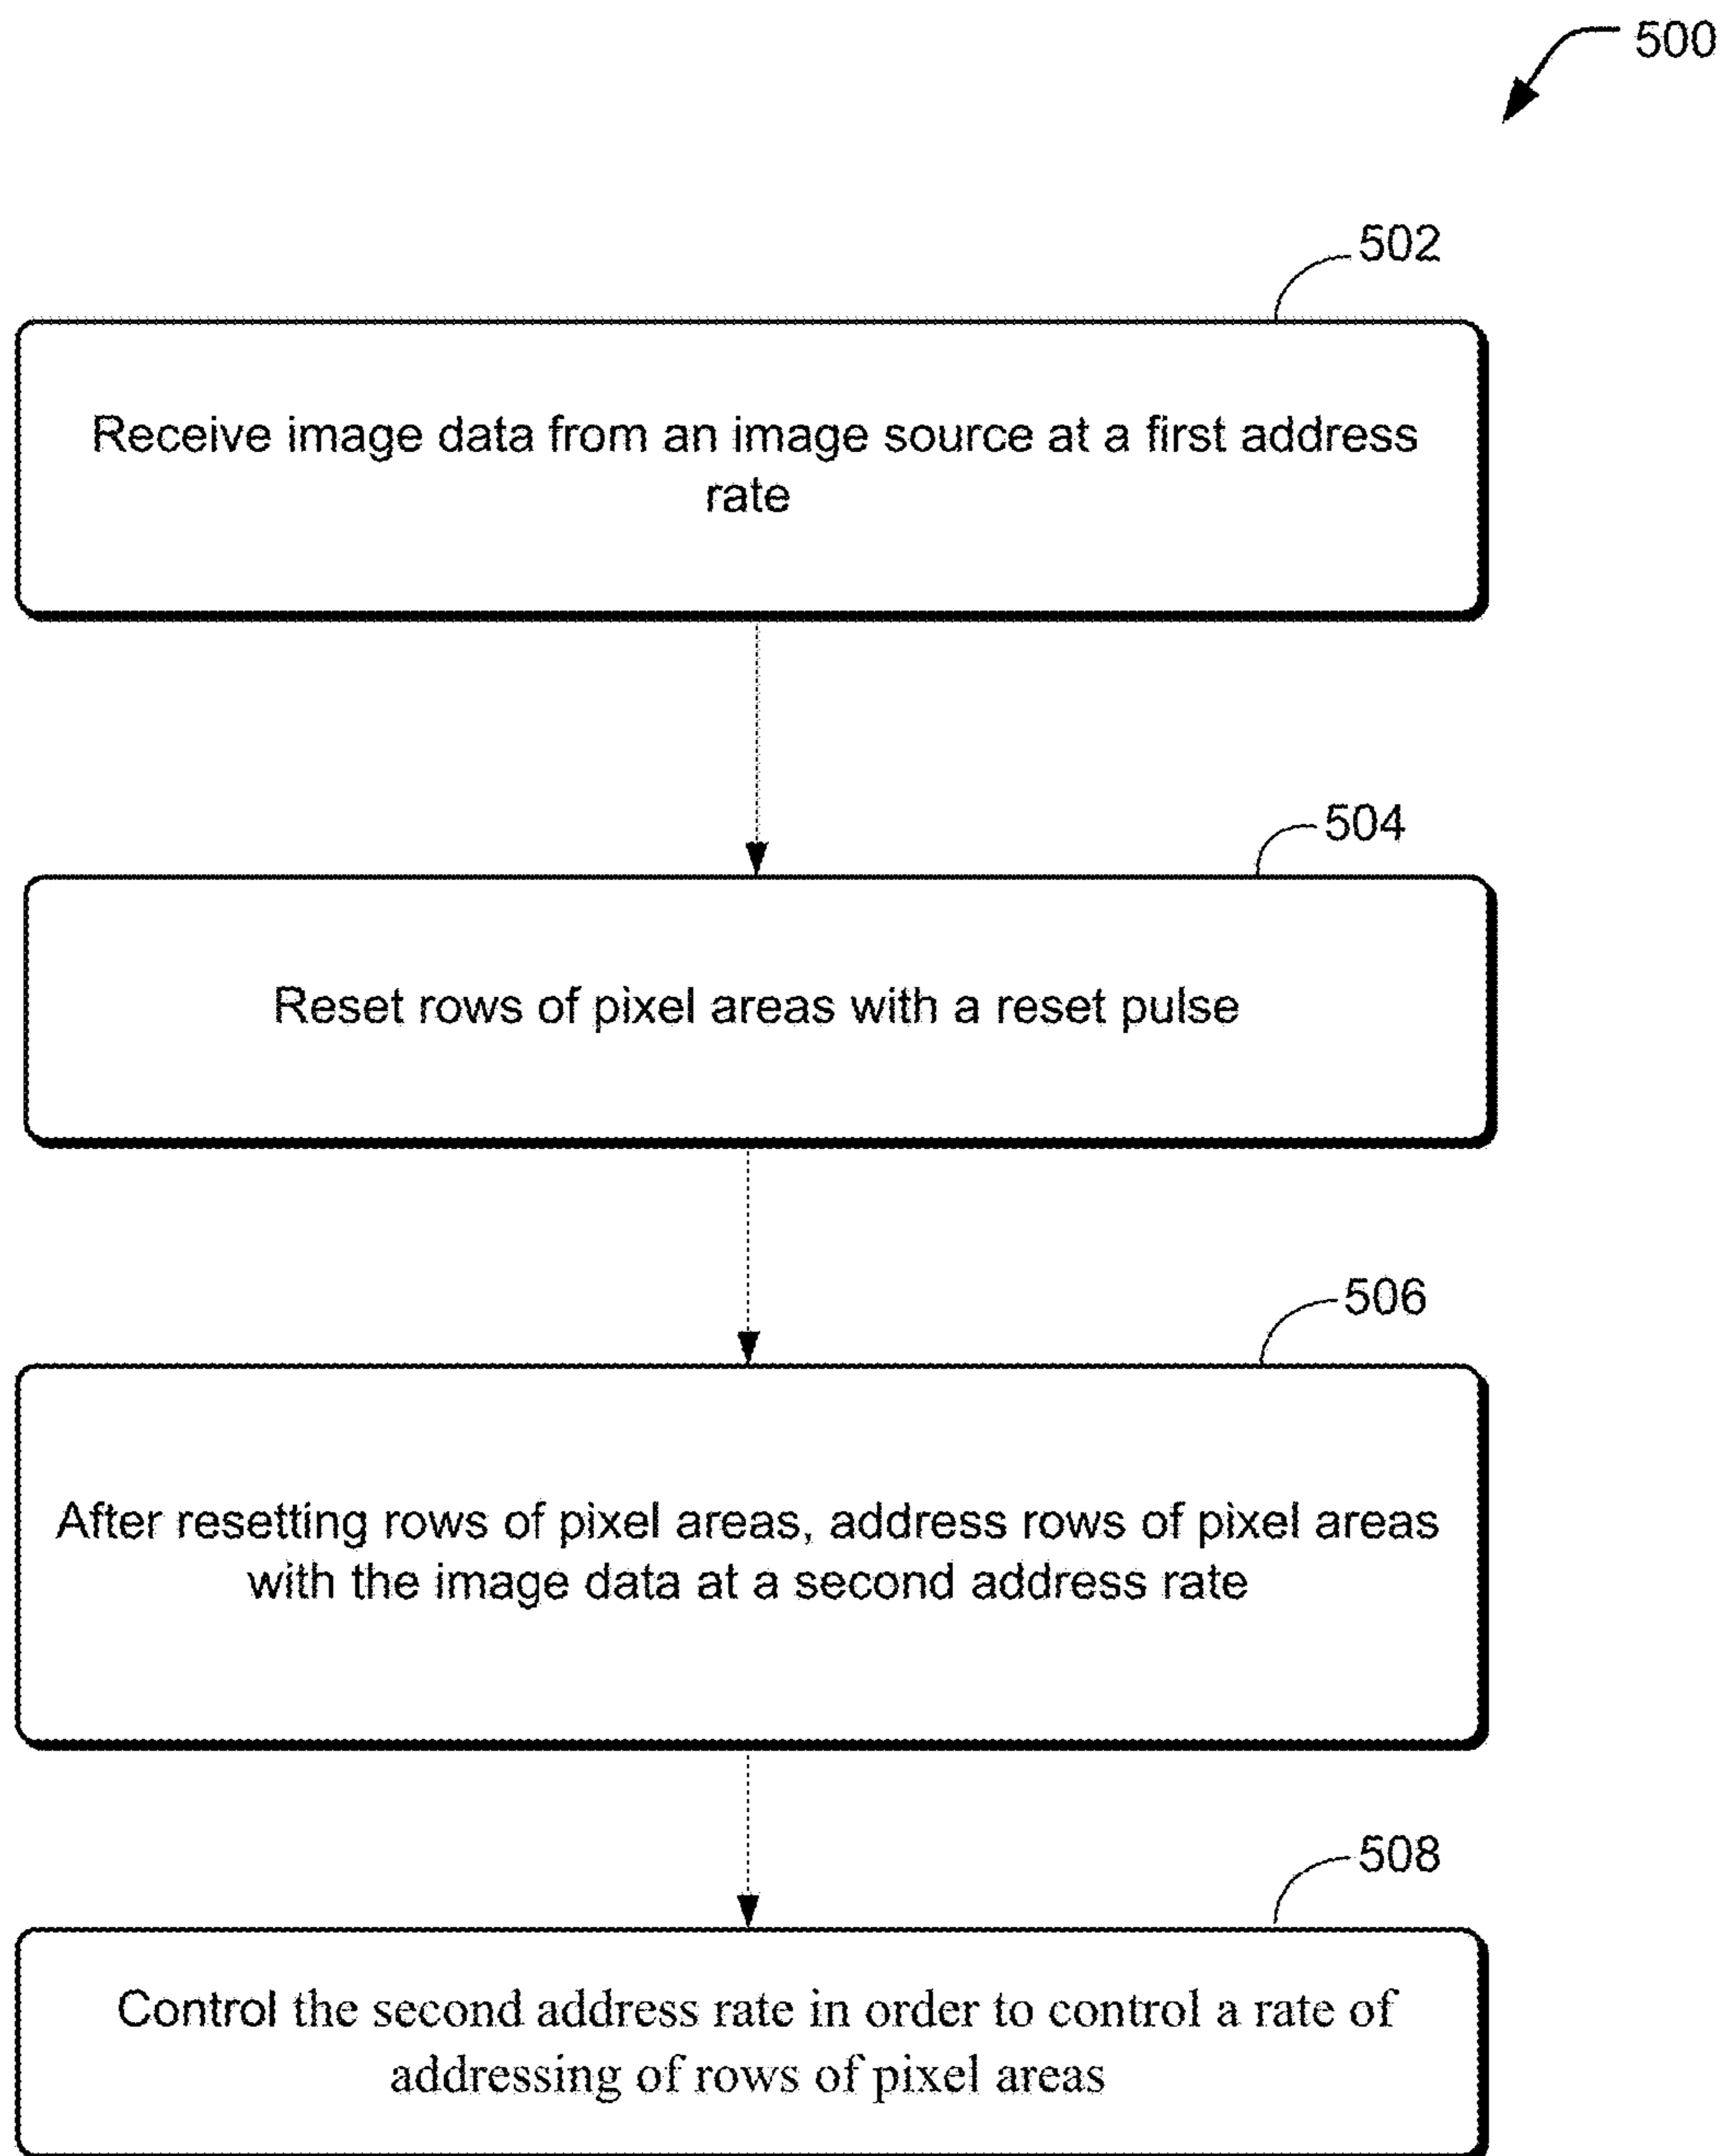 500
502
Receive image data from an image source at a first address
rate
504
Reset rows of pixel areas with a reset pulse
506
After resetting rows of pixel areas, address rows of pixel areas
with the image data at a second address rate
508
Control the second address rate in order to control a rate of
addressing of rows of pixel areas